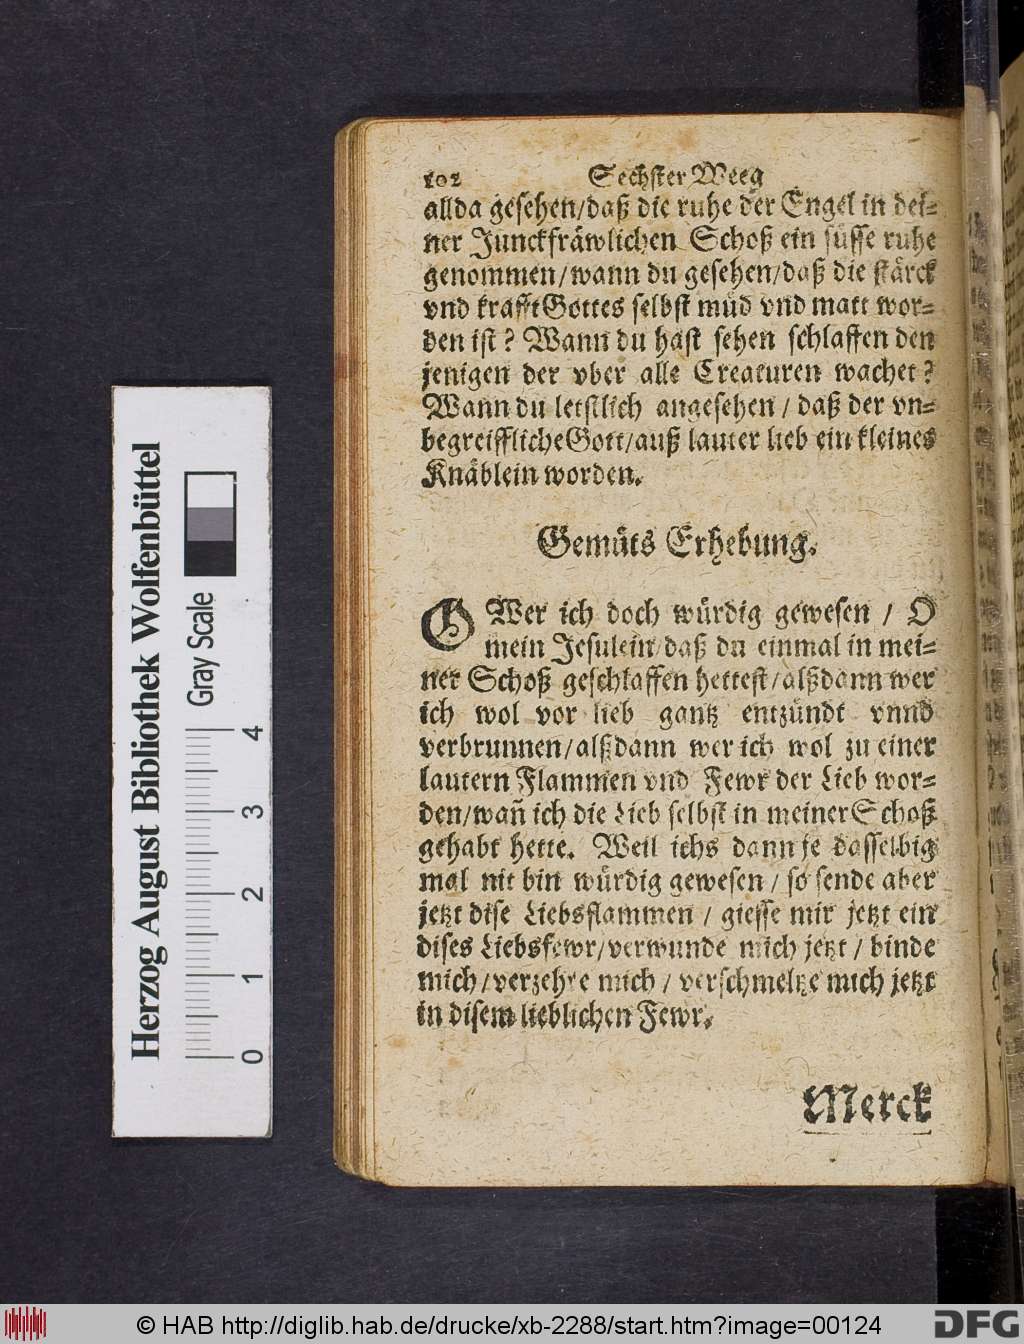 102 Sechster Weeg
allda gesehen/daß die ruhe der Engel in dei=
ner Junckfräwlichen Schoß ein süsse ruhe
genommen/wann du gesehen/daß die stärck
vnd krafft Gottes selbst müd vnd matt wor=
den ist? Wann du hast sehen schlaffen den
jenigen der vber alle Creaturen wachet?
Wann du letstlich angesehen / daß der vn=
begreiffliche Gott/auß lauter lieb ein kleines
Knäblein worden.
Gemüts Erhebung.
O Wer ich doch würdig gewesen / O
mein Jesulein/daß du einmal in mei=
ner Schoß geschlaffen hettest/alßdann wer
ich wol vor lieb gantz entzündt vnnd
verbrunnen/alßdann wer ich wol zu einer
lautern Flammen vnd Fewr der Lieb wor=
den/wañ ich die Lieb selbst in meiner Schoß
gehabt hette. Weil ichs dann je dasselbig
mal nit bin würdig gewesen / so sende aber
jetzt dise Liebsflammen / giesse mir jetzt ein
dises Liebsfewr/verwunde mich jetzt / binde
mich/verzehre mich / verschmeltze mich jetzt
in disem lieblichen Fewr.
Merck
Herzog August Bibliothek Wolfenbüttel
Gray Scale
0 1 2 3 4
© HAB http://diglib.hab.de/drucke/xb-2288/start.htm?image=00124
DFG